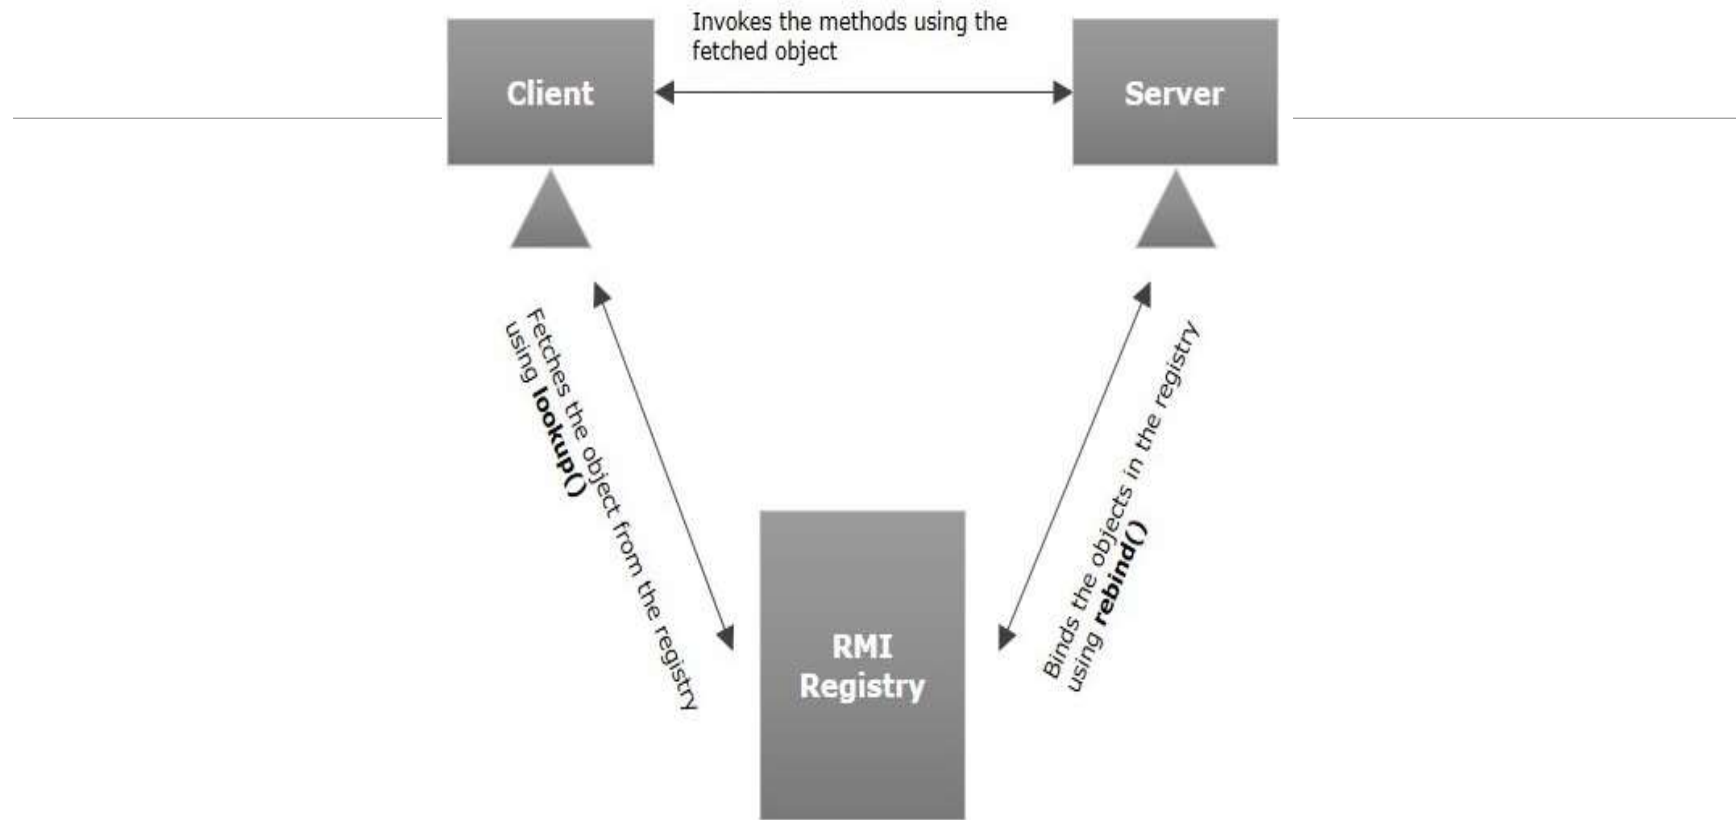 Invokes the methods using the
fetched object
Client
Server
Fetches the object from the registry
using lookup()
Binds the objects in the registry
using rebind()
RMI
Registry